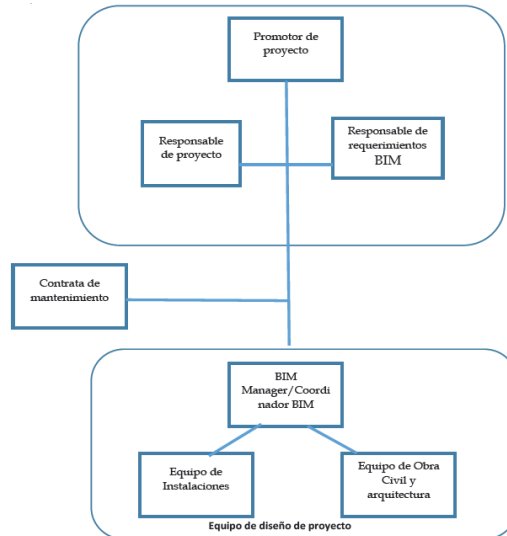 Promotor de
proyecto
Responsable
de proyecto
Responsable de
requerimientos
BIM
Contrata de
mantenimiento
BIM
Manager/Coordi
nador BIM
Equipo de
Instalaciones
Equipo de Obra
Civil y
arquitectura
Equipo de diseño de proyecto